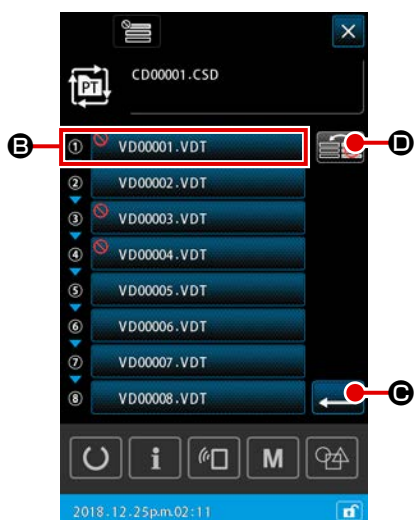 PT CD00001.CSD
B ① VD00001.VDT D
② VD00002.VDT
③ VD00003.VDT
④ VD00004.VDT
⑤ VD00005.VDT
⑥ VD00006.VDT
⑦ VD00007.VDT
⑧ VD00008.VDT C
i M
2018.12.25p.m.02:11